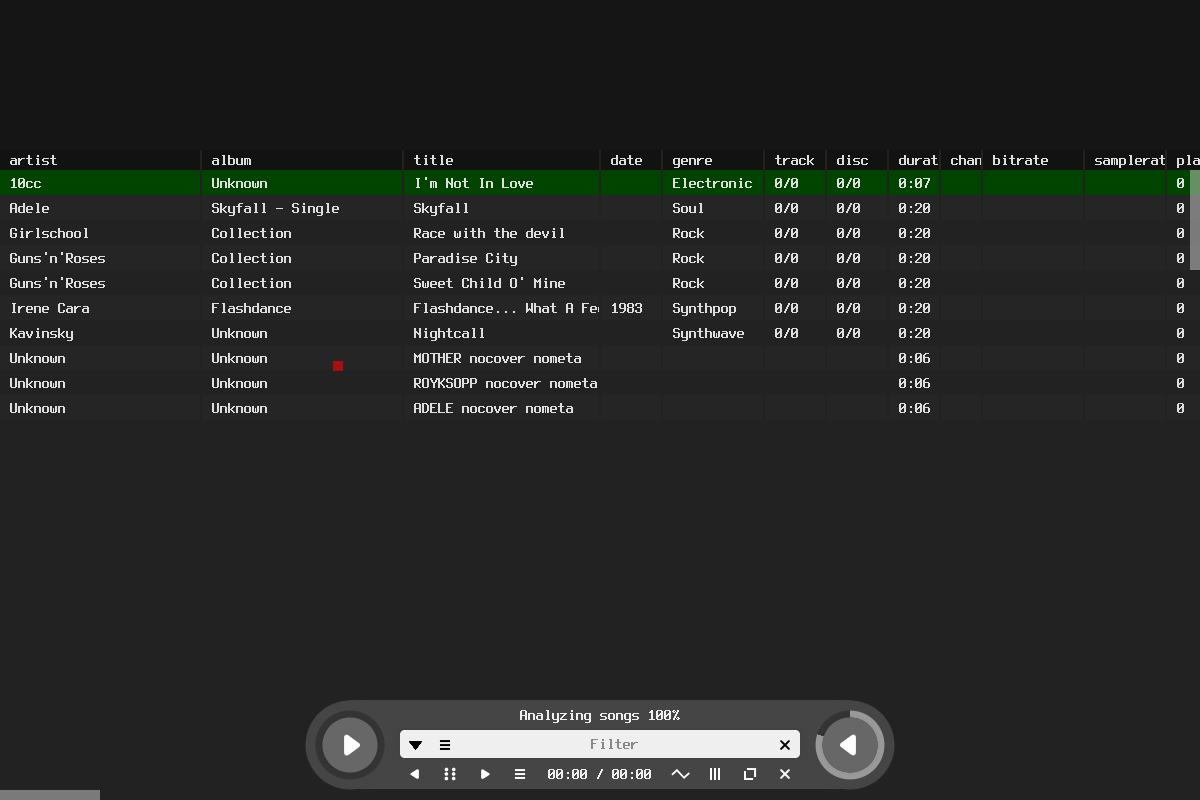 artist album title date genre track disc durat chan bitrate samplerat pla
10cc Unknown I'm Not In Love Electronic 0/0 0/0 0:07 0
Adele Skyfall - Single Skyfall Soul 0/0 0/0 0:20 0
Girlschool Collection Race with the devil Rock 0/0 0/0 0:20 0
Guns'n'Roses Collection Paradise City Rock 0/0 0/0 0:20 0
Guns'n'Roses Collection Sweet Child O' Mine Rock 0/0 0/0 0:20 0
Irene Cara Flashdance Flashdance... What A Fee 1983 Synthpop 0/0 0/0 0:20 0
Kavinsky Unknown Nightcall Synthwave 0/0 0/0 0:20 0
Unknown Unknown MOTHER nocover nometa 0:06 0
Unknown Unknown ROYKSOPP nocover nometa 0:06 0
Unknown Unknown ADELE nocover nometa 0:06 0
Analyzing songs 100%
Filter
00:00 / 00:00